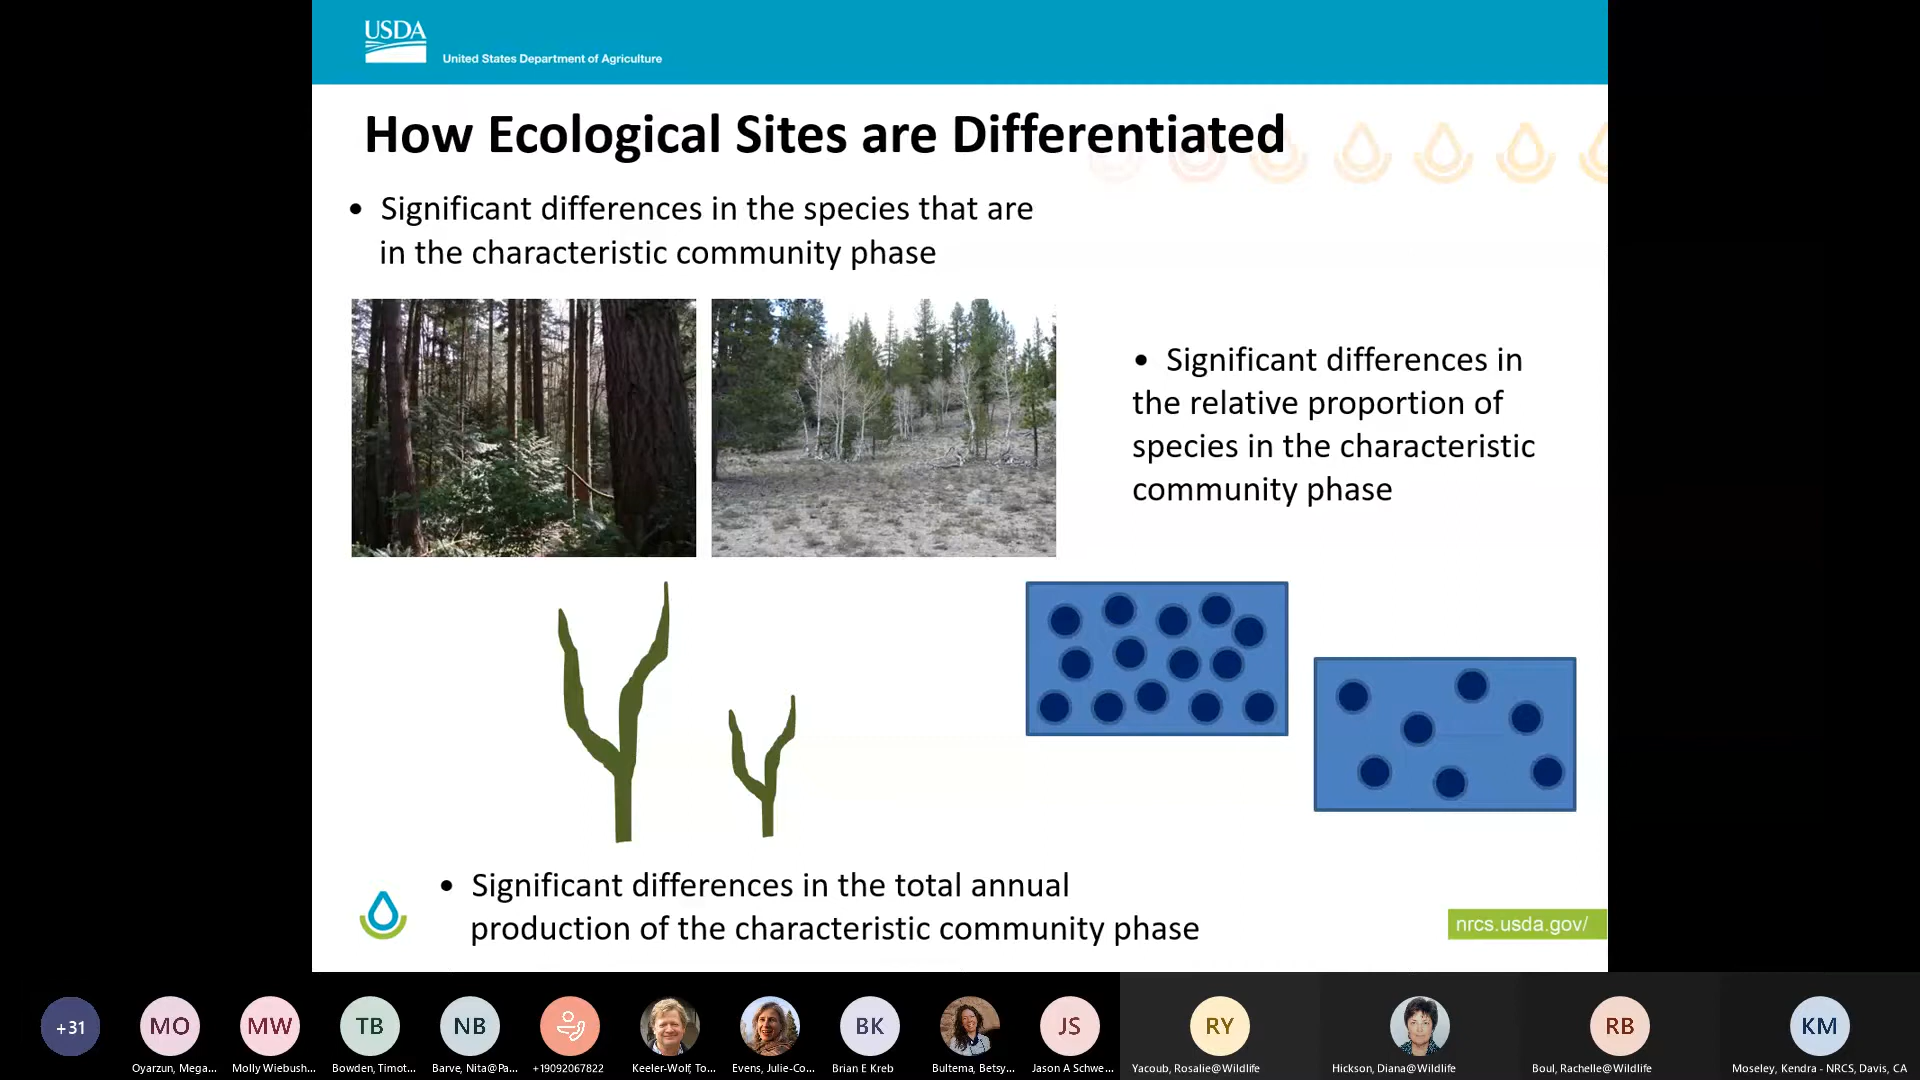 USDA
United States Department of Agriculture
How Ecological Sites are Differentiated
• Significant differences in the species that are
in the characteristic community phase
• Significant differences in
the relative proportion of
species in the characteristic
community phase
• Significant differences in the total annual
production of the characteristic community phase
nrcs.usda.gov/
+31
MO
MW
TB
NB
BK
JS
RY
RB
KM
Oyarzun, Mega...
Molly Wiebush...
Bowden, Timot...
Barve, Nita@Pa...
+19092067822
Keeler-Wolf, To...
Evens, Julie-Co...
Brian E Kreb
Bultema, Betsy...
Jason A Schwe...
Yacoub, Rosalie@Wildlife
Hickson, Diana@Wildlife
Boul, Rachelle@Wildlife
Moseley, Kendra - NRCS, Davis, CA